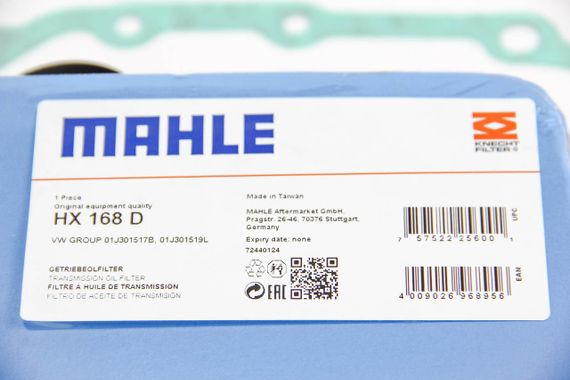 MAHLE
KNECHT
FILTER ®
1 Piece
Original equipment quality
HX 168 D
VW GROUP 01J301517B, 01J301519L
GETRIEBEÖLFILTER
TRANSMISSION OIL FILTER
FILTRE À HUILE DE TRANSMISSION
FILTRO DE ACEITE DE TRANSMISIÓN
Made in Taiwan
MAHLE Aftermarket GmbH,
Pragstr. 26-46, 70376 Stuttgart,
Germany
Expiry date: none
72440124
EAC
7 57522 25600 1
UPC
4 009026 968956
EAN